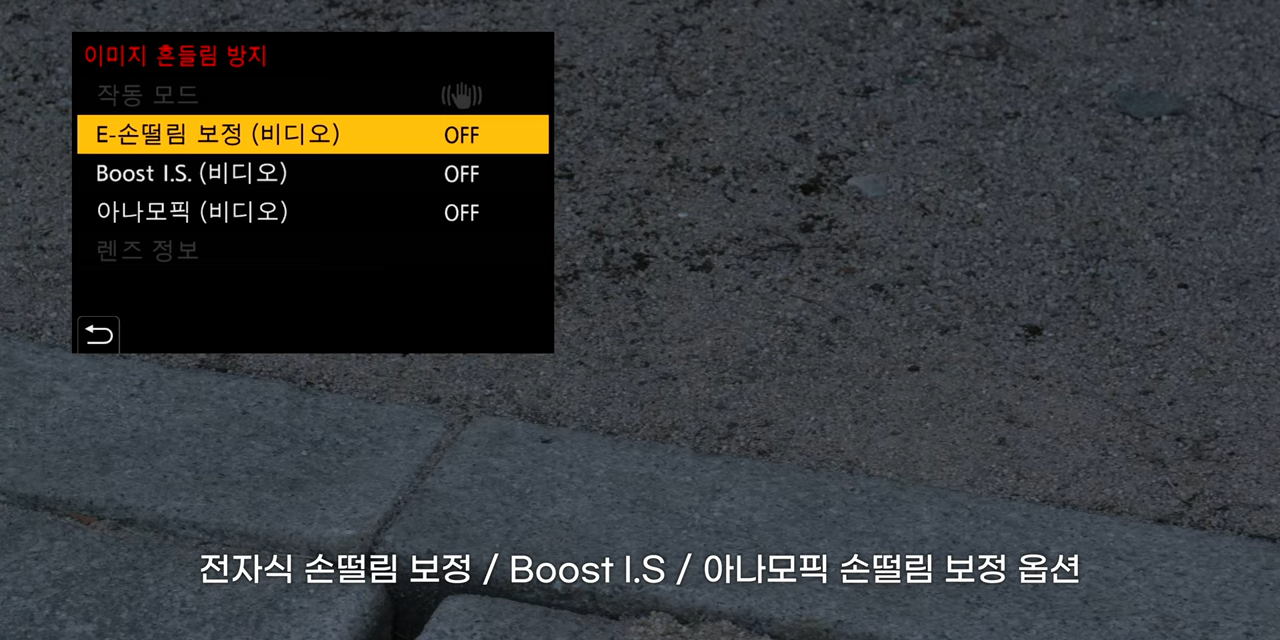 이미지 흔들림 방지
작동 모드
E-손떨림 보정 (비디오) OFF
Boost I.S. (비디오) OFF
아나모픽 (비디오) OFF
렌즈 정보
전자식 손떨림 보정 / Boost I.S / 아나모픽 손떨림 보정 옵션